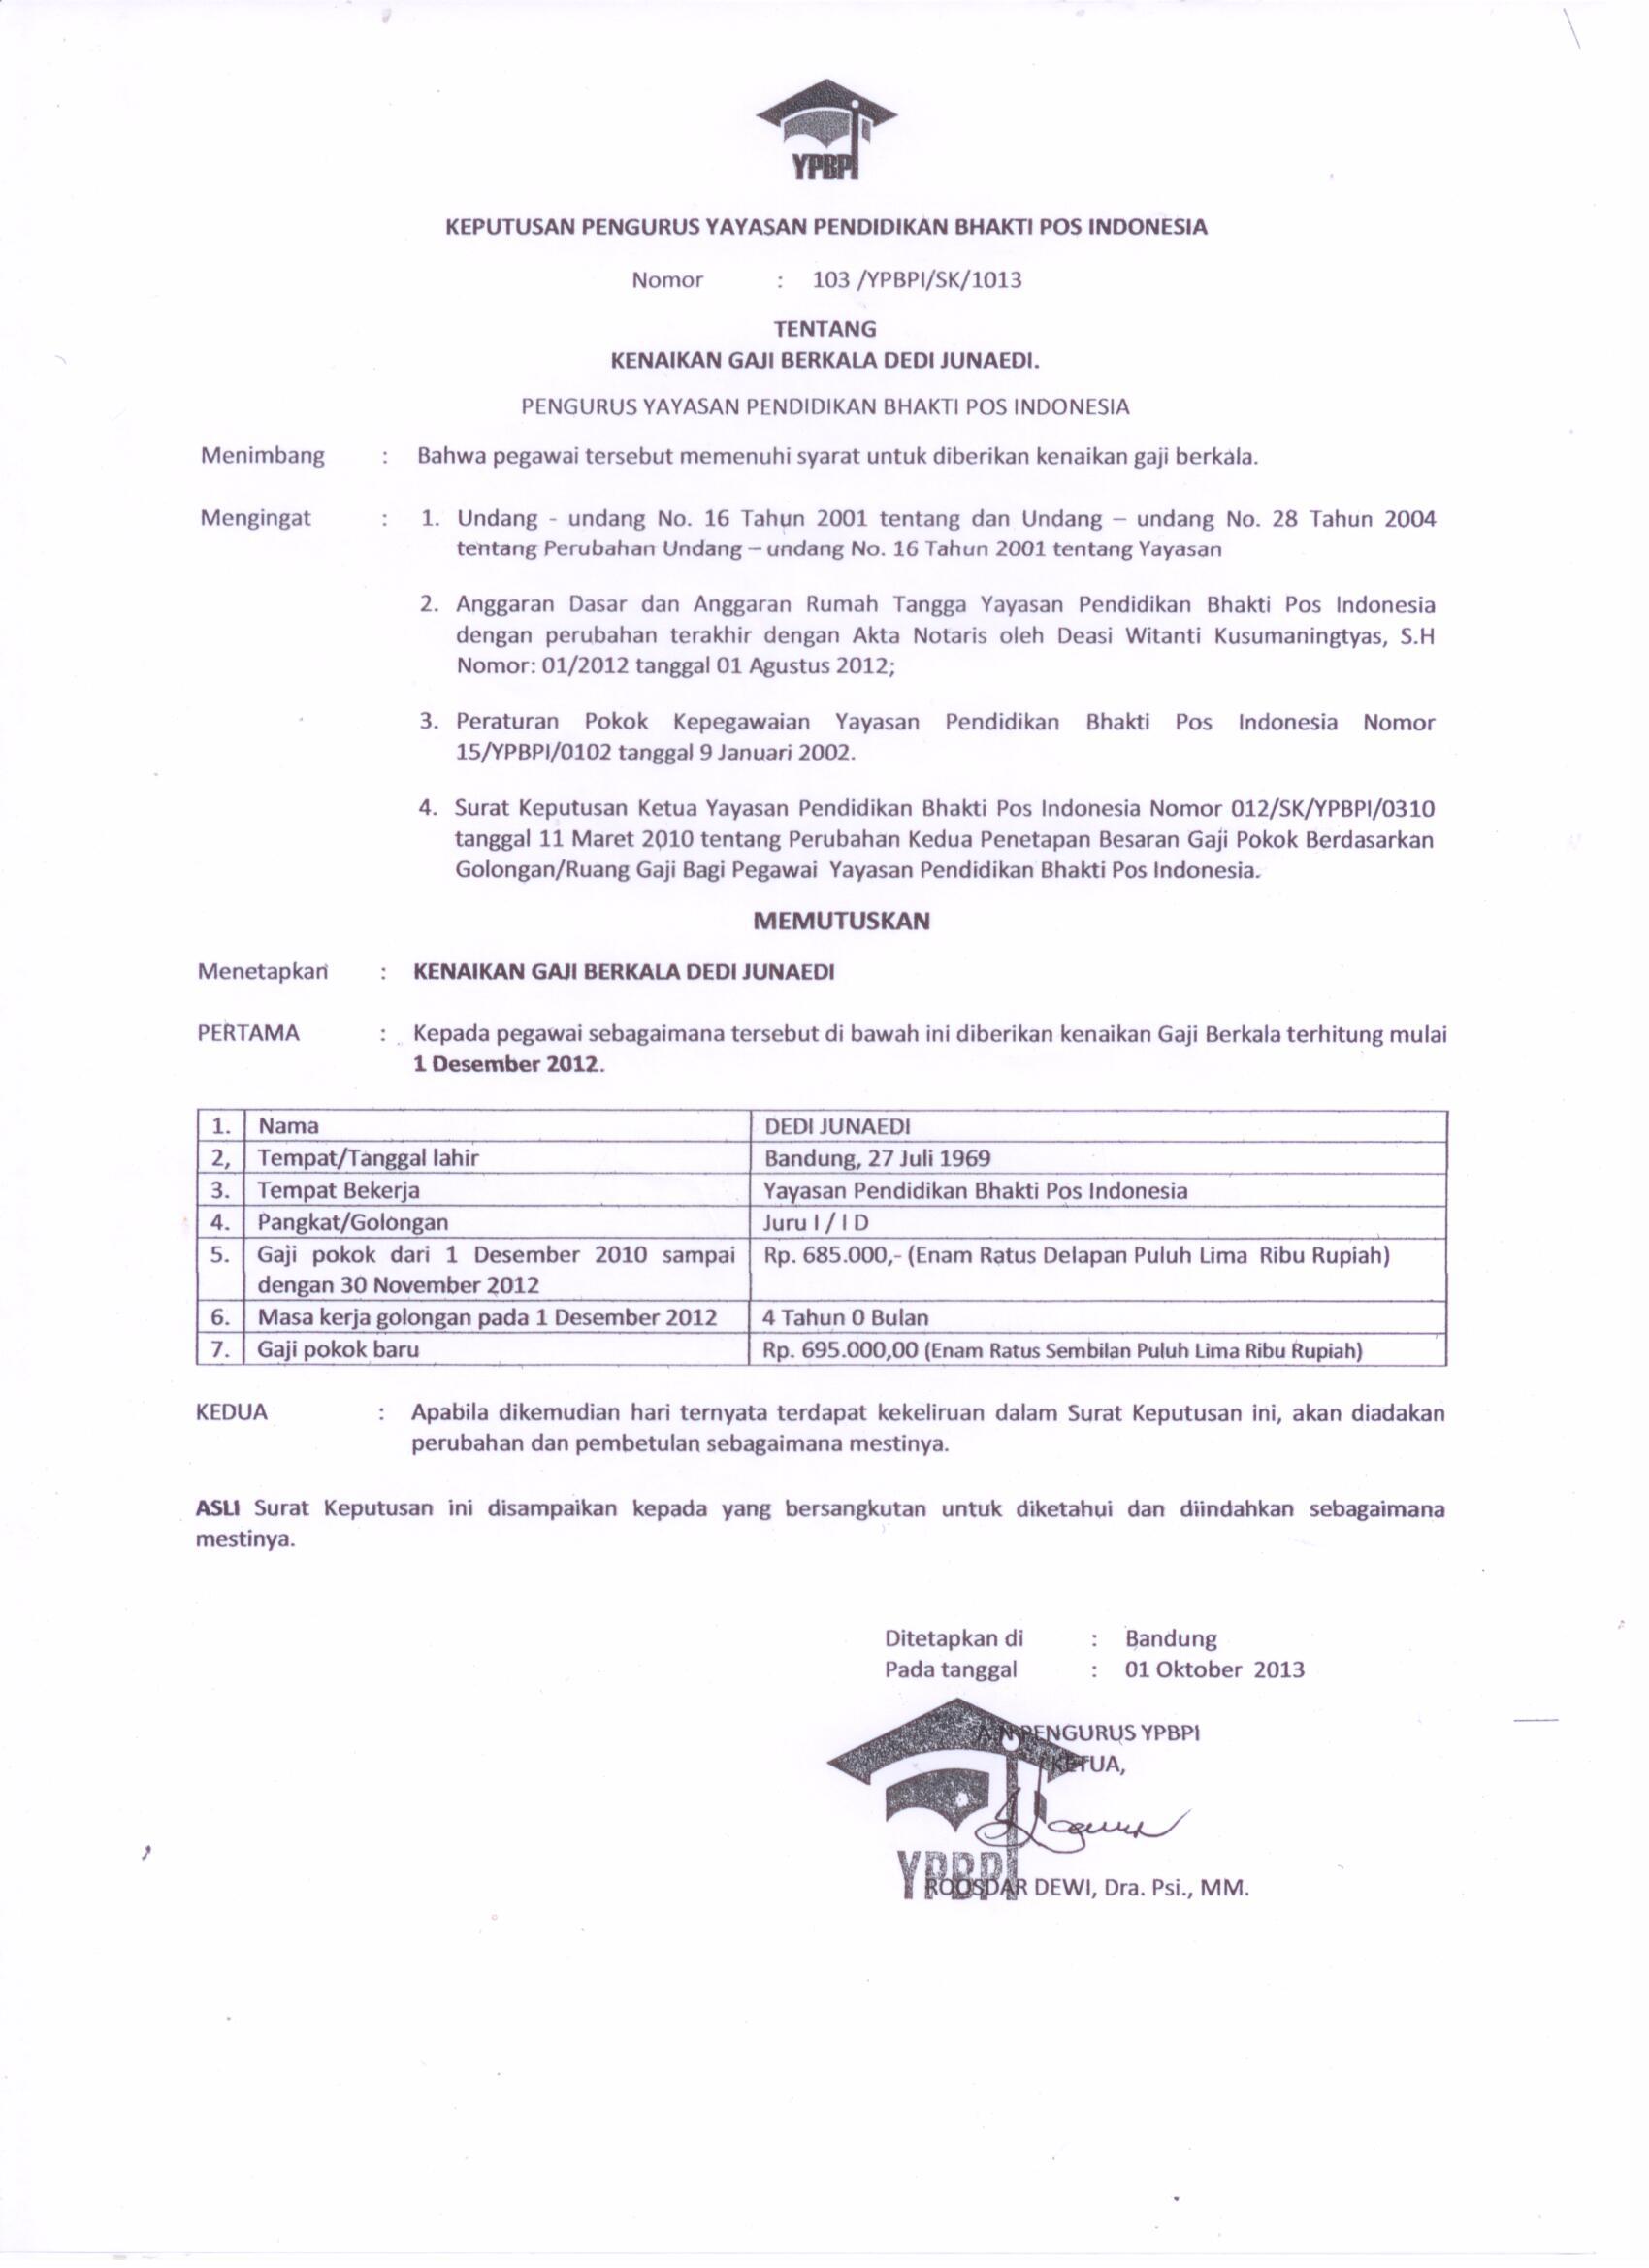 YPBPI
KEPUTUSAN PENGURUS YAYASAN PENDIDIKAN BHAKTI POS INDONESIA
Nomor : 103 /YPBPI/SK/1013
TENTANG
KENAIKAN GAJI BERKALA DEDI JUNAEDI.
PENGURUS YAYASAN PENDIDIKAN BHAKTI POS INDONESIA
Menimbang : Bahwa pegawai tersebut memenuhi syarat untuk diberikan kenaikan gaji berkala.
Mengingat : 1. Undang - undang No. 16 Tahun 2001 tentang dan Undang – undang No. 28 Tahun 2004
tentang Perubahan Undang – undang No. 16 Tahun 2001 tentang Yayasan
2. Anggaran Dasar dan Anggaran Rumah Tangga Yayasan Pendidikan Bhakti Pos Indonesia
dengan perubahan terakhir dengan Akta Notaris oleh Deasi Witanti Kusumaningtyas, S.H
Nomor: 01/2012 tanggal 01 Agustus 2012;
3. Peraturan Pokok Kepegawaian Yayasan Pendidikan Bhakti Pos Indonesia Nomor
15/YPBPI/0102 tanggal 9 Januari 2002.
4. Surat Keputusan Ketua Yayasan Pendidikan Bhakti Pos Indonesia Nomor 012/SK/YPBPI/0310
tanggal 11 Maret 2010 tentang Perubahan Kedua Penetapan Besaran Gaji Pokok Berdasarkan
Golongan/Ruang Gaji Bagi Pegawai Yayasan Pendidikan Bhakti Pos Indonesia.
MEMUTUSKAN
Menetapkan : KENAIKAN GAJI BERKALA DEDI JUNAEDI
PERTAMA : Kepada pegawai sebagaimana tersebut di bawah ini diberikan kenaikan Gaji Berkala terhitung mulai
1 Desember 2012.
1. Nama DEDI JUNAEDI
2, Tempat/Tanggal lahir Bandung, 27 Juli 1969
3. Tempat Bekerja Yayasan Pendidikan Bhakti Pos Indonesia
4. Pangkat/Golongan Juru I / I D
5. Gaji pokok dari 1 Desember 2010 sampai Rp. 685.000,- (Enam Ratus Delapan Puluh Lima Ribu Rupiah)
dengan 30 November 2012
6. Masa kerja golongan pada 1 Desember 2012 4 Tahun 0 Bulan
7. Gaji pokok baru Rp. 695.000,00 (Enam Ratus Sembilan Puluh Lima Ribu Rupiah)
KEDUA : Apabila dikemudian hari ternyata terdapat kekeliruan dalam Surat Keputusan ini, akan diadakan
perubahan dan pembetulan sebagaimana mestinya.
ASLI Surat Keputusan ini disampaikan kepada yang bersangkutan untuk diketahui dan diindahkan sebagaimana
mestinya.
Ditetapkan di : Bandung
Pada tanggal : 01 Oktober 2013
A.N PENGURUS YPBPI
KETUA,
YPBPI
ROOSDAR DEWI, Dra. Psi., MM.